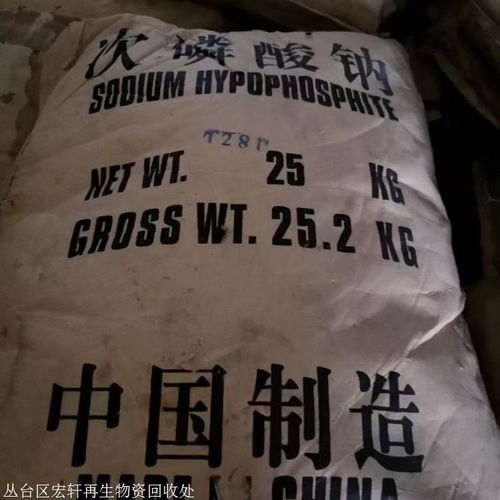 次磷酸钠
SODIUM HYPOPHOSPHITE
NET WT. 25 KG
GROSS WT. 25.2 KG
中国制造
CHINA
丛台区宏轩再生物资回收处